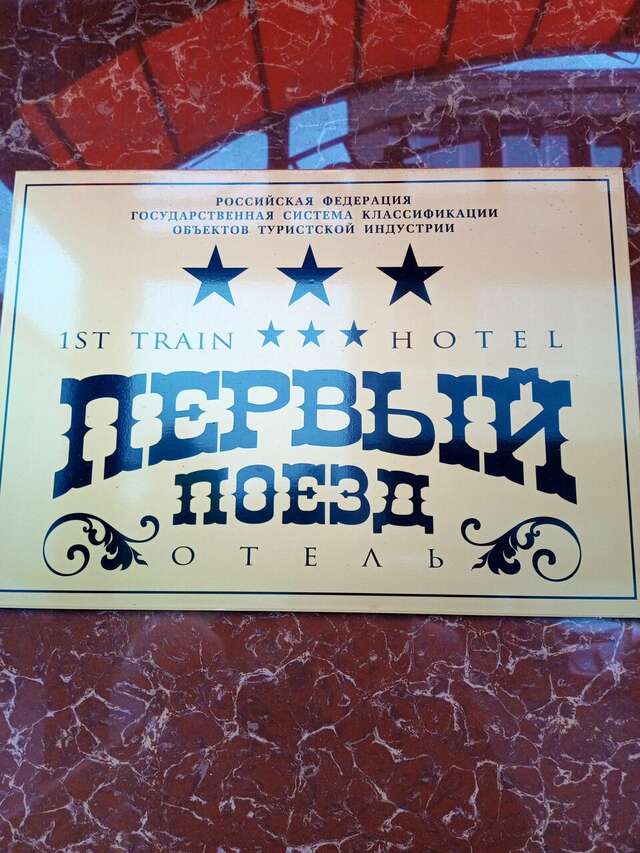 РОССИЙСКАЯ ФЕДЕРАЦИЯ
ГОСУДАРСТВЕННАЯ СИСТЕМА КЛАССИФИКАЦИИ
ОБЪЕКТОВ ТУРИСТСКОЙ ИНДУСТРИИ
1ST TRAIN ★★★ HOTEL
ПЕРВЫЙ
ПОЕЗД
ОТЕЛЬ